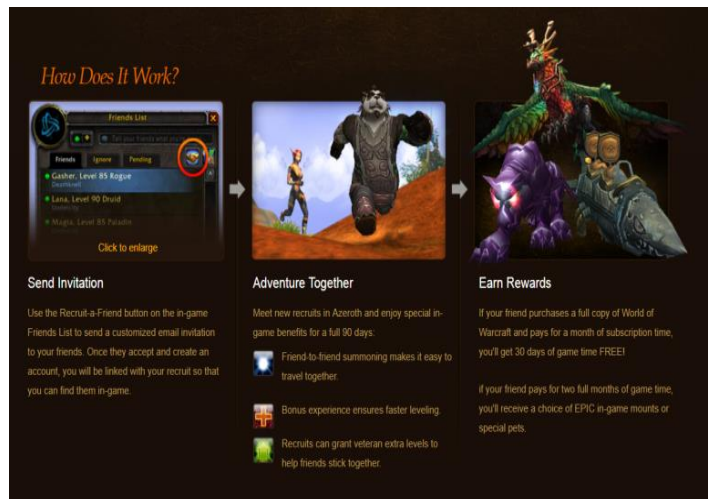 How Does It Work?
Friends List
Friends Ignore Pending
Gasher, Level 85 Rogue
Deathknell
Lana, Level 90 Druid
Magla, Level 85 Paladin
Click to enlarge
Send Invitation
Use the Recruit-a-Friend button on the in-game
Friends List to send a customized email invitation
to your friends. Once they accept and create an
account, you will be linked with your recruit so that
you can find them in-game.
Adventure Together
Meet new recruits in Azeroth and enjoy special in-
game benefits for a full 90 days:
Friend-to-friend summoning makes it easy to
travel together.
Bonus experience ensures faster leveling.
Recruits can grant veteran extra levels to
help friends stick together.
Earn Rewards
If your friend purchases a full copy of World of
Warcraft and pays for a month of subscription time,
you'll get 30 days of game time FREE!
if your friend pays for two full months of game time,
you'll receive a choice of EPIC in-game mounts or
special pets.